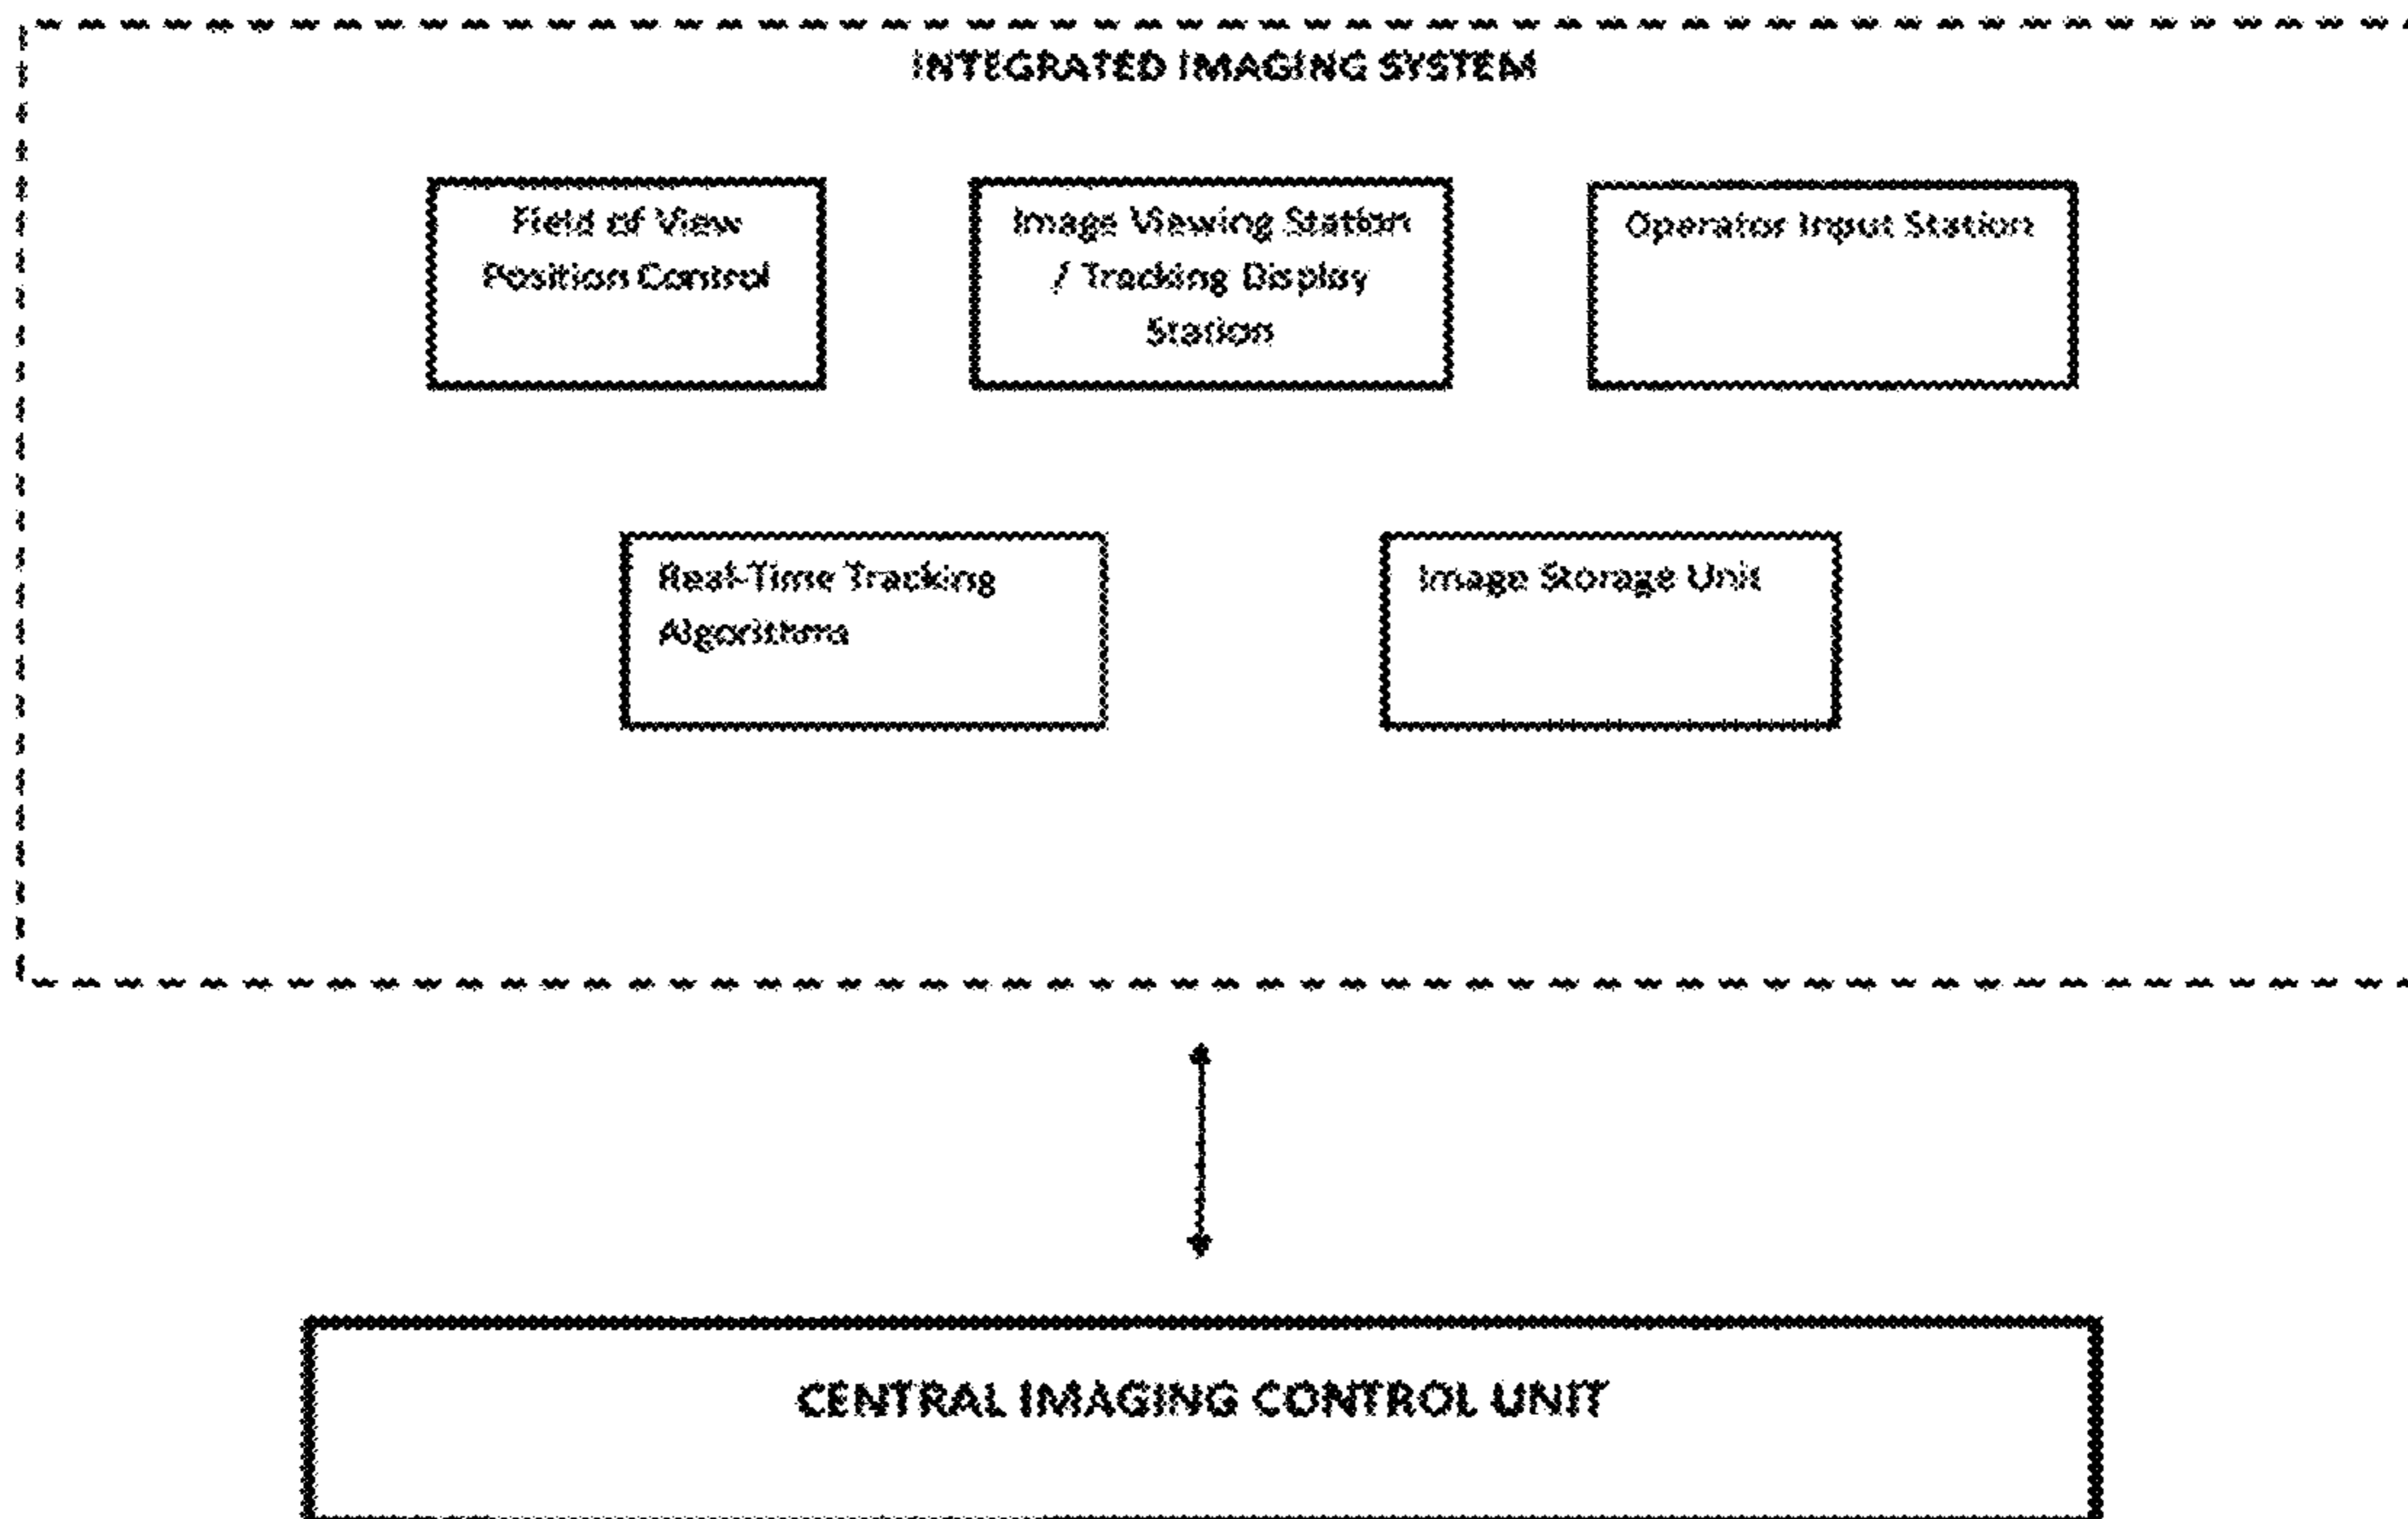 INTEGRATED IMAGING SYSTEM
Field of View
Position Control
Image Viewing Station
/ Tracking Display
Station
Operator Input Station
Real-Time Tracking
Algorithms
Image Storage Unit
CENTRAL IMAGING CONTROL UNIT